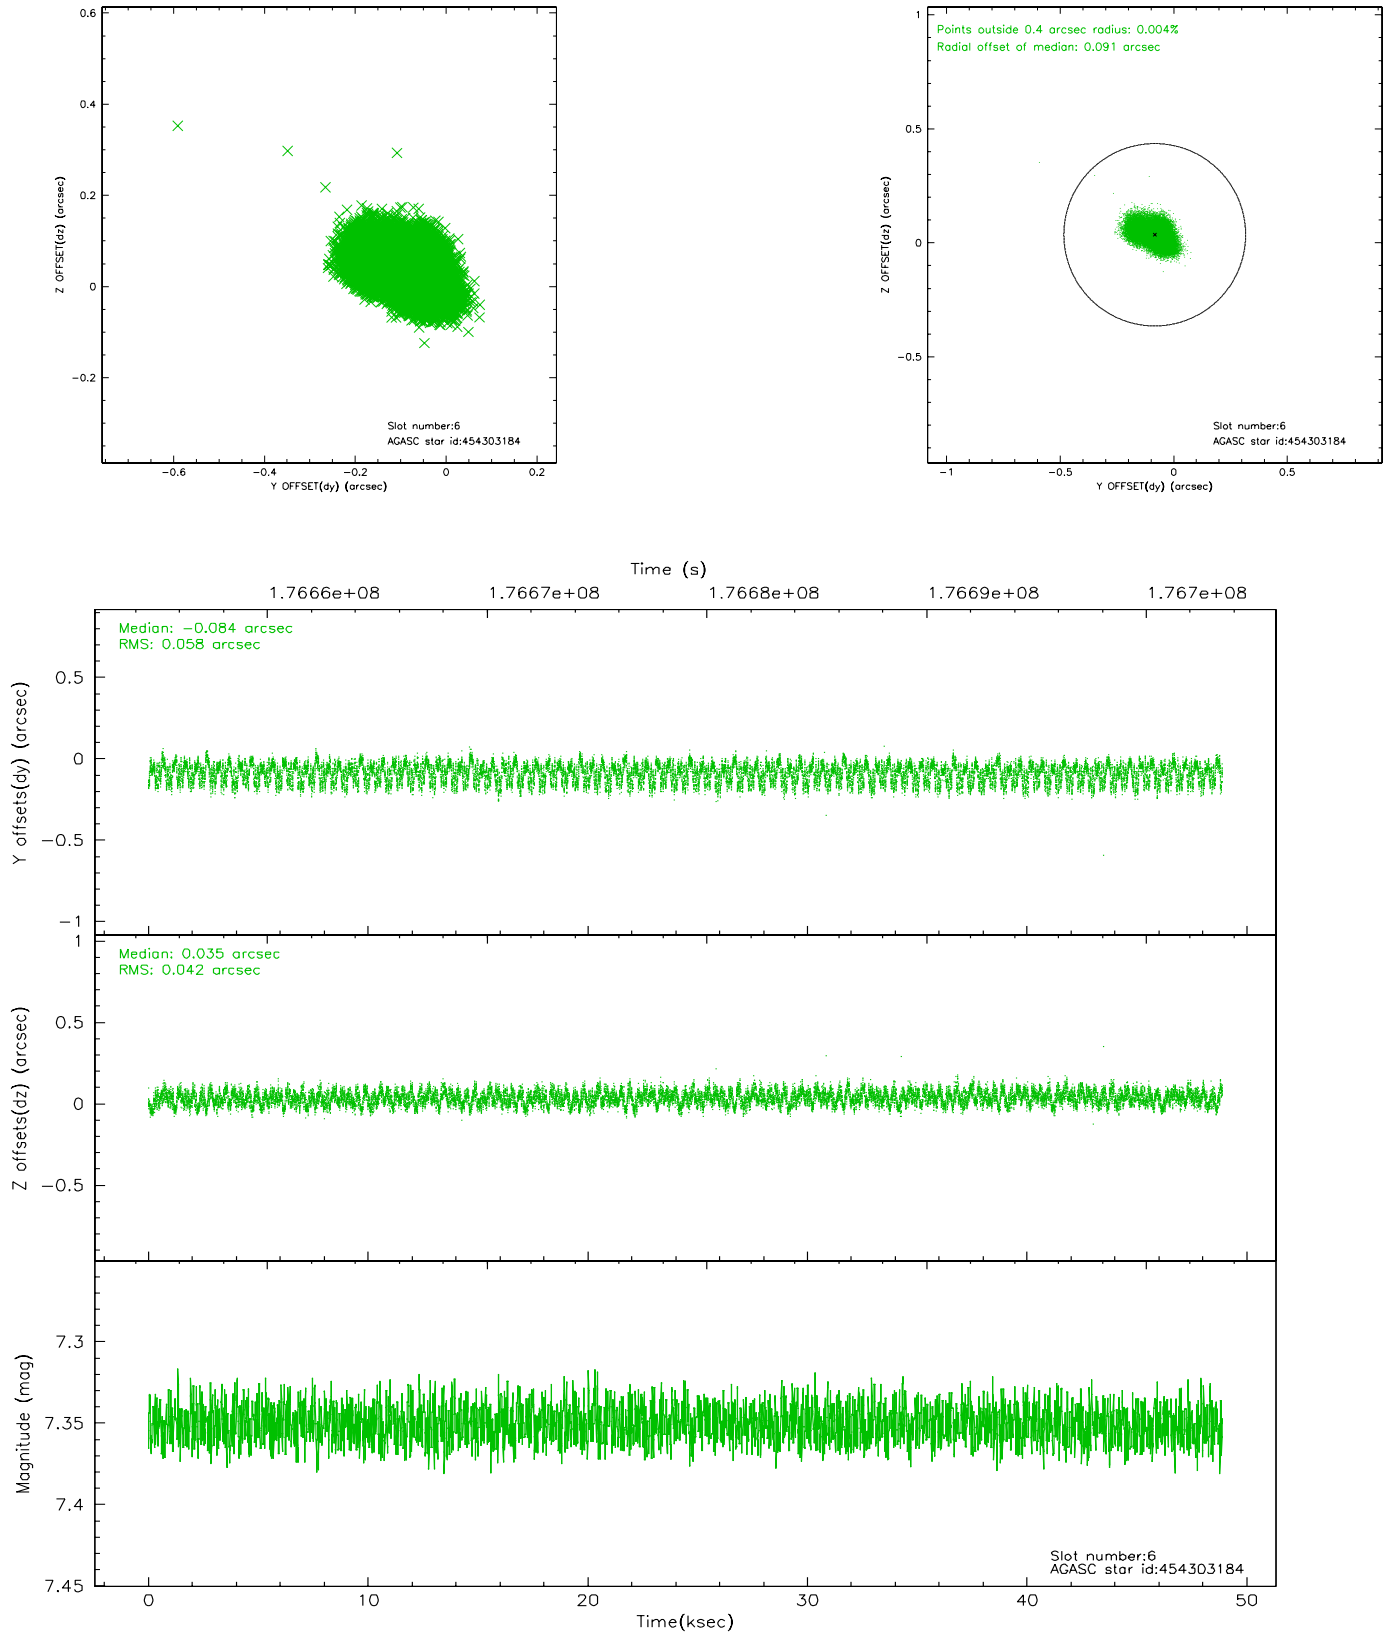 0.6
0.4
0.2
0
−0.2
Z OFFSET(dz) (arcsec)
Slot number:6
AGASC star id:454303184
−0.6 −0.4 −0.2 0 0.2
Y OFFSET(dy) (arcsec)
Points outside 0.4 arcsec radius: 0.004%
Radial offset of median: 0.091 arcsec
1
0.5
0
−0.5
Z OFFSET(dz) (arcsec)
Slot number:6
AGASC star id:454303184
−1 −0.5 0 0.5
Y OFFSET(dy) (arcsec)
Time (s)
1.7666e+08 1.7667e+08 1.7668e+08 1.7669e+08 1.767e+08
Median: −0.084 arcsec
RMS: 0.058 arcsec
0.5
0
−0.5
−1
Y offsets(dy) (arcsec)
Median: 0.035 arcsec
RMS: 0.042 arcsec
1
0.5
0
−0.5
Z offsets(dz) (arcsec)
7.3
7.35
7.4
7.45
Magnitude (mag)
Slot number:6
AGASC star id:454303184
0 10 20 30 40 50
Time(ksec)